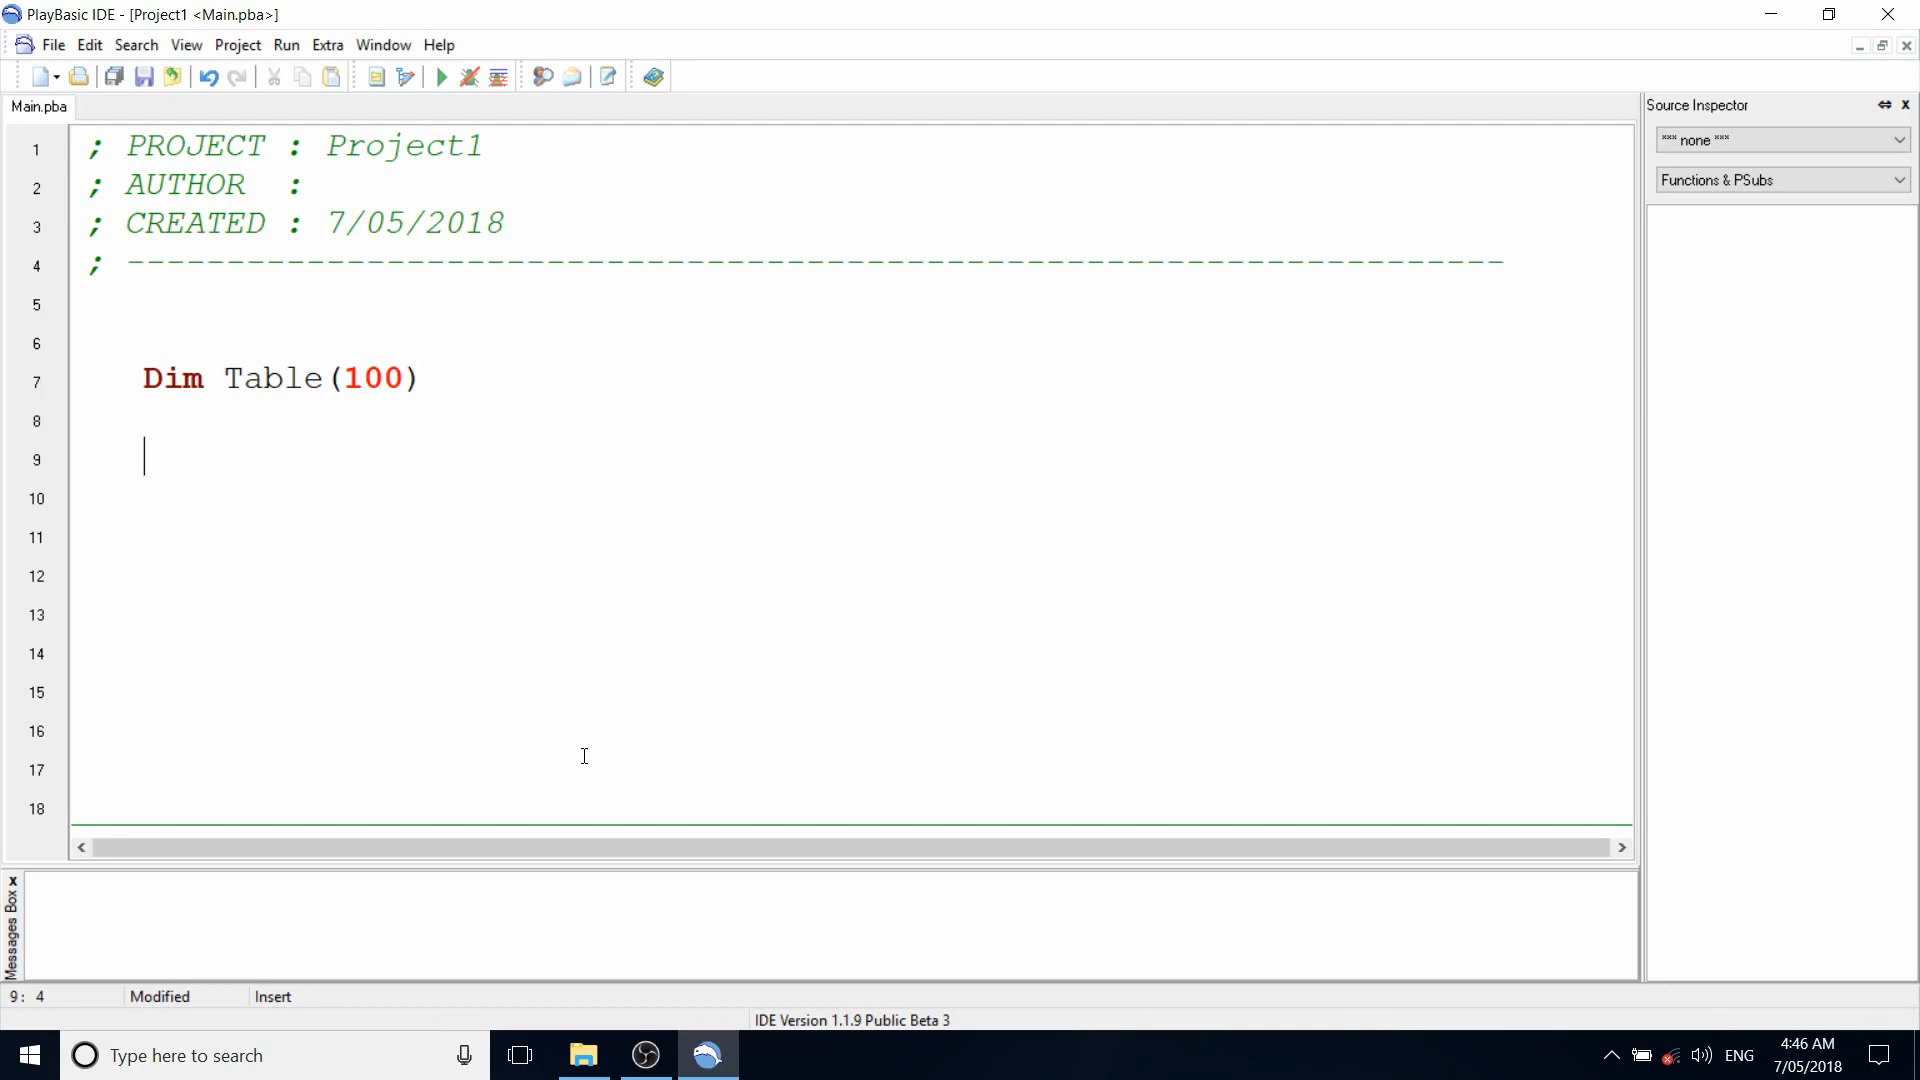 PlayBasic IDE - [Project1 <Main.pba>]
File Edit Search View Project Run Extra Window Help
Main.pba
Source Inspector
*** none ***
Functions & PSubs
1 ; PROJECT : Project1
2 ; AUTHOR :
3 ; CREATED : 7/05/2018
4 ; ---------------------------------------------------------------------
5
6
7 Dim Table(100)
8
9
10
11
12
13
14
15
16
17
18
Messages Box
9: 4 Modified Insert
IDE Version 1.1.9 Public Beta 3
Type here to search
ENG
4:46 AM
7/05/2018